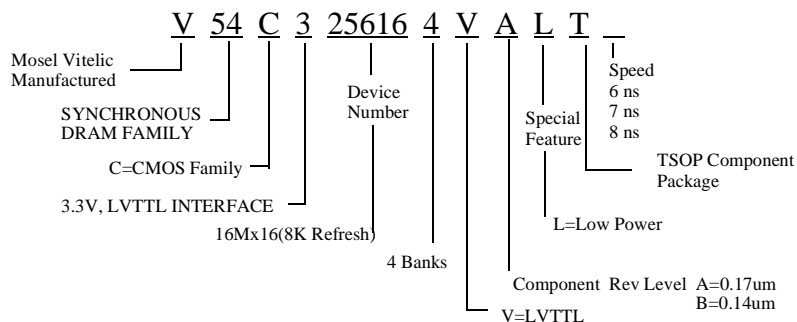 V 54 C 3 25616 4 V A L T
Mosel Vitelic
Manufactured
SYNCHRONOUS
DRAM FAMILY
C=CMOS Family
3.3V, LVTTL INTERFACE
Device
Number
16Mx16(8K Refresh)
4 Banks
Special
Feature
Speed
6 ns
7 ns
8 ns
TSOP Component
Package
L=Low Power
Component Rev Level A=0.17um
B=0.14um
V=LVTTL